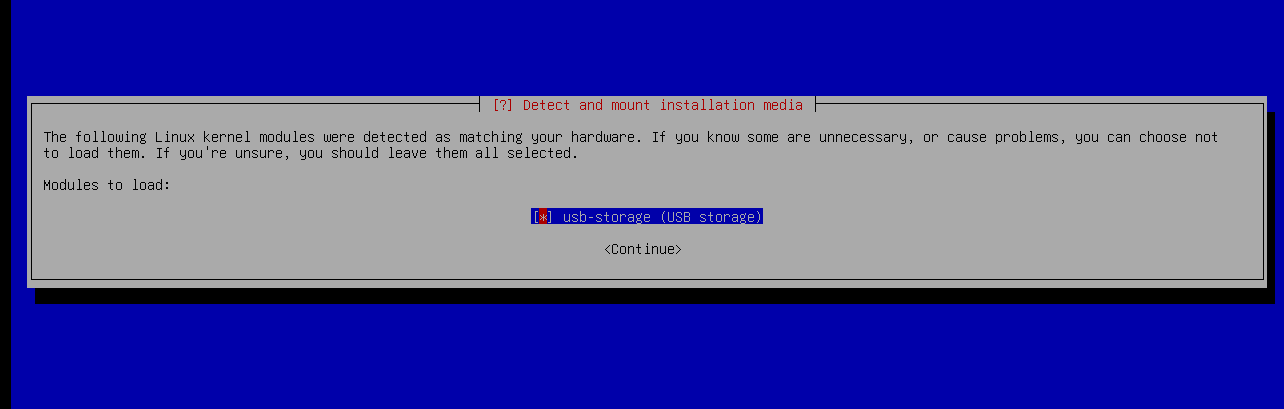 [?] Detect and mount installation media
The following Linux kernel modules were detected as matching your hardware. If you know some are unnecessary, or cause problems, you can choose not
to load them. If you're unsure, you should leave them all selected.
Modules to load:
[*] usb-storage (USB storage)
<Continue>